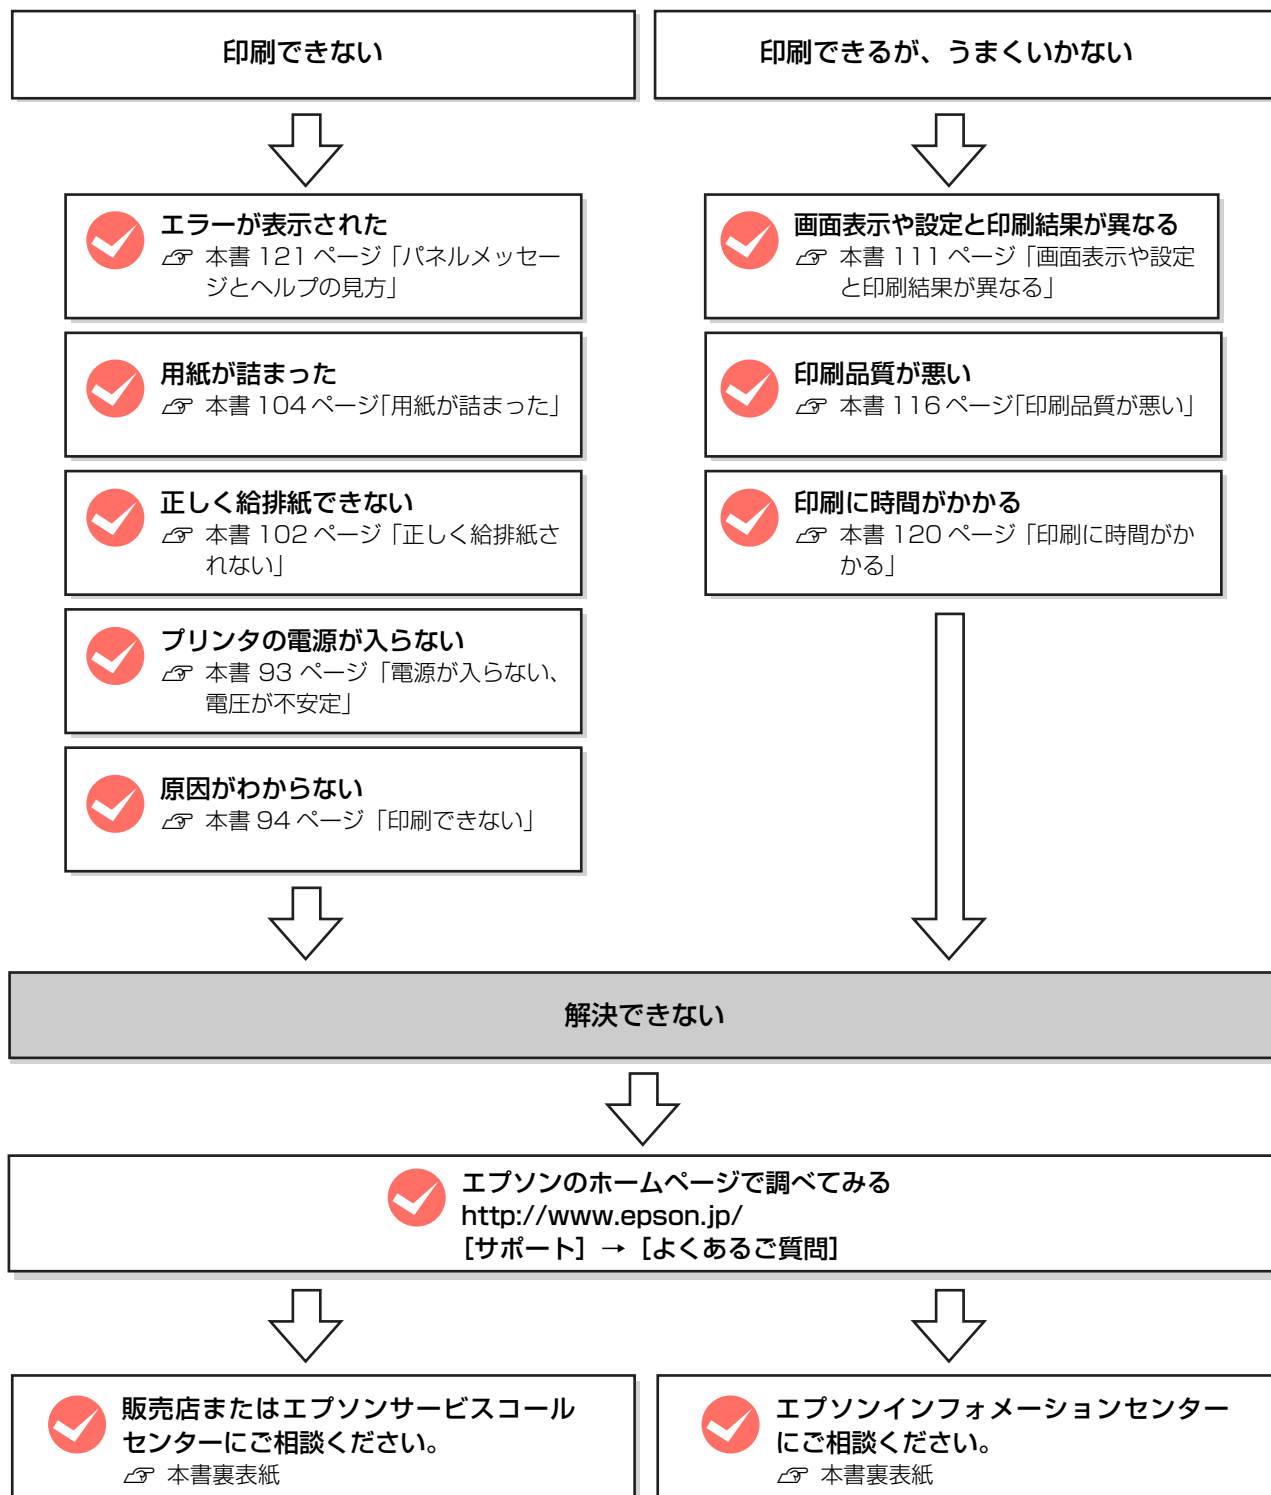 印刷できない
エラーが表示された
☞ 本書 121 ページ「パネルメッセー
ジとヘルプの見方」
用紙が詰まった
☞ 本書 104 ページ「用紙が詰まった」
正しく給排紙できない
☞ 本書 102 ページ「正しく給排紙さ
れない」
プリンタの電源が入らない
☞ 本書 93 ページ「電源が入らない、
電圧が不安定」
原因がわからない
☞ 本書 94 ページ「印刷できない」
印刷できるが、うまくいかない
画面表示や設定と印刷結果が異なる
☞ 本書 111 ページ「画面表示や設定
と印刷結果が異なる」
印刷品質が悪い
☞ 本書 116 ページ「印刷品質が悪い」
印刷に時間がかかる
☞ 本書 120 ページ「印刷に時間がか
かる」
解決できない
エプソンのホームページで調べてみる
http://www.epson.jp/
［サポート］→［よくあるご質問］
販売店またはエプソンサービスコール
センターにご相談ください。
☞ 本書裏表紙
エプソンインフォメーションセンター
にご相談ください。
☞ 本書裏表紙